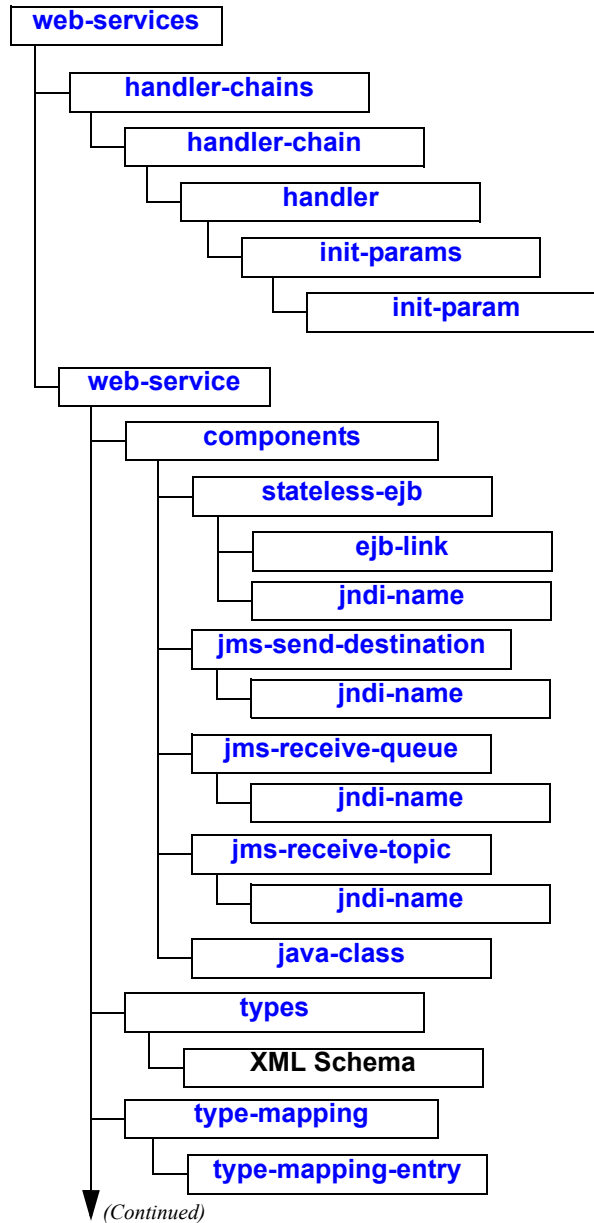 web-services
handler-chains
handler-chain
handler
init-params
init-param
web-service
components
stateless-ejb
ejb-link
jndi-name
jms-send-destination
jndi-name
jms-receive-queue
jndi-name
jms-receive-topic
jndi-name
java-class
types
XML Schema
type-mapping
type-mapping-entry
(Continued)